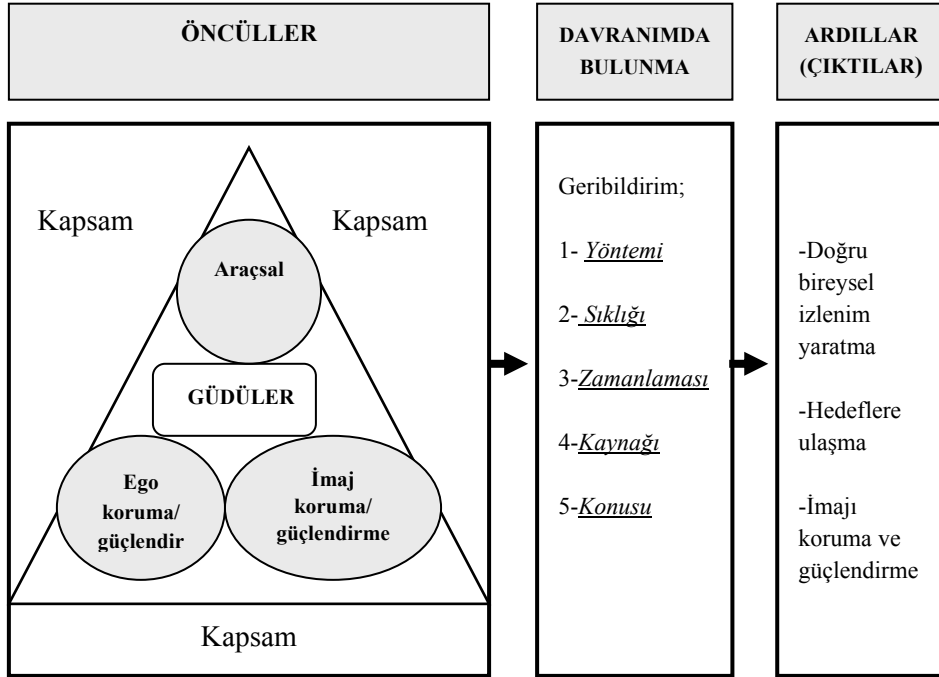 ÖNCÜLLER
DAVRANIMDA
BULUNMA
ARDILLAR
(ÇIKTILAR)
Kapsam
Kapsam
Araçsal
GÜDÜLER
Ego
koruma/
güçlendir
İmaj
koruma/
güçlendirme
Kapsam
Geribildirim;
1- Yöntemi
2- Sıklığı
3-Zamanlaması
4-Kaynağı
5-Konusu
-Doğru
bireysel
izlenim
yaratma
-Hedeflere
ulaşma
-İmajı
koruma ve
güçlendirme